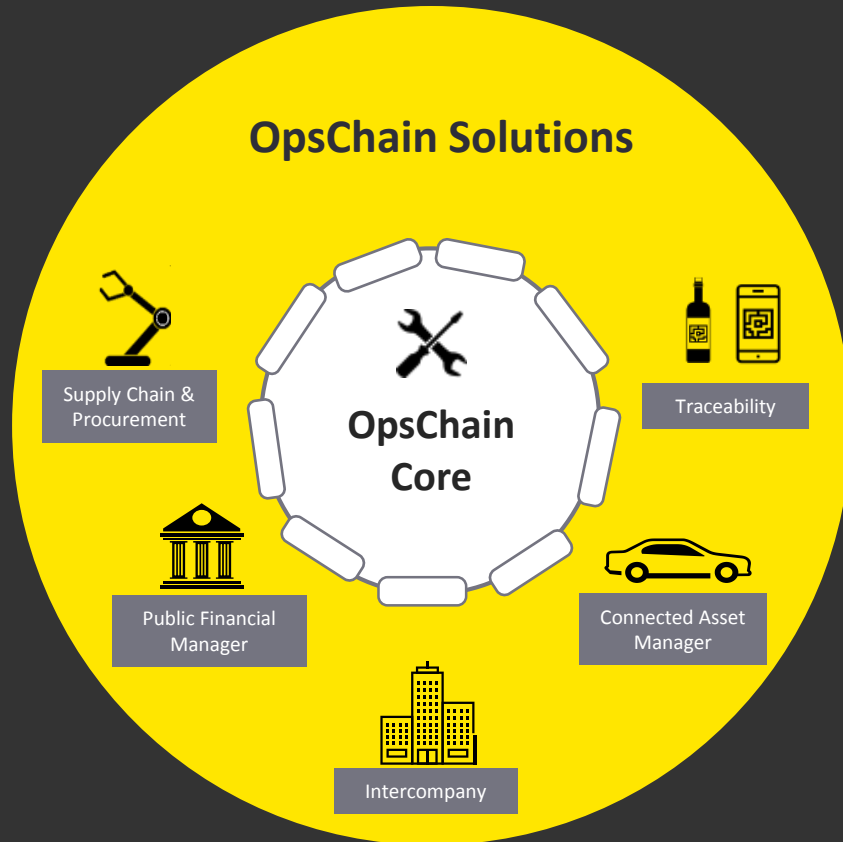 OpsChain Solutions
Supply Chain &
Procurement
Traceability
OpsChain
Core
Public Financial
Manager
Connected Asset
Manager
Intercompany